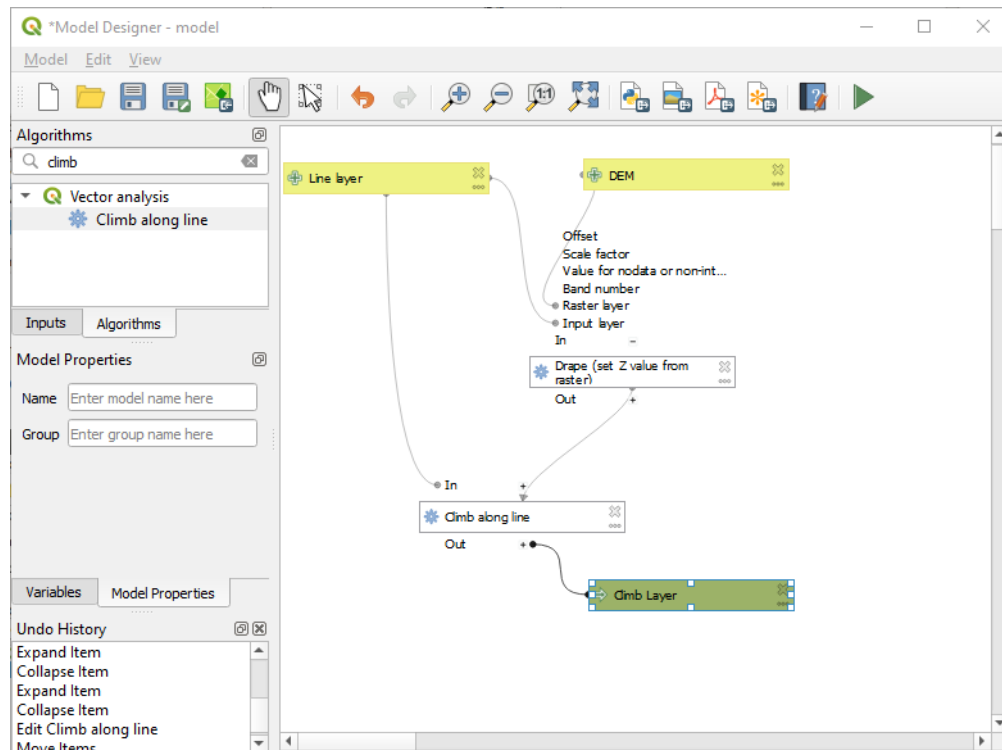 *Model Designer - model
Model Edit View
1:1
Algorithms
climb
Vector analysis
Climb along line
Inputs Algorithms
Model Properties
Name Enter model name here
Group Enter group name here
Variables Model Properties
Undo History
Expand Item
Collapse Item
Expand Item
Collapse Item
Edit Climb along line
Move Items
Line layer
DEM
Offset
Scale factor
Value for nodata or non-int...
Band number
Raster layer
Input layer
In -
Drape (set Z value from
raster)
Out +
In +
Climb along line
Out +
Climb Layer